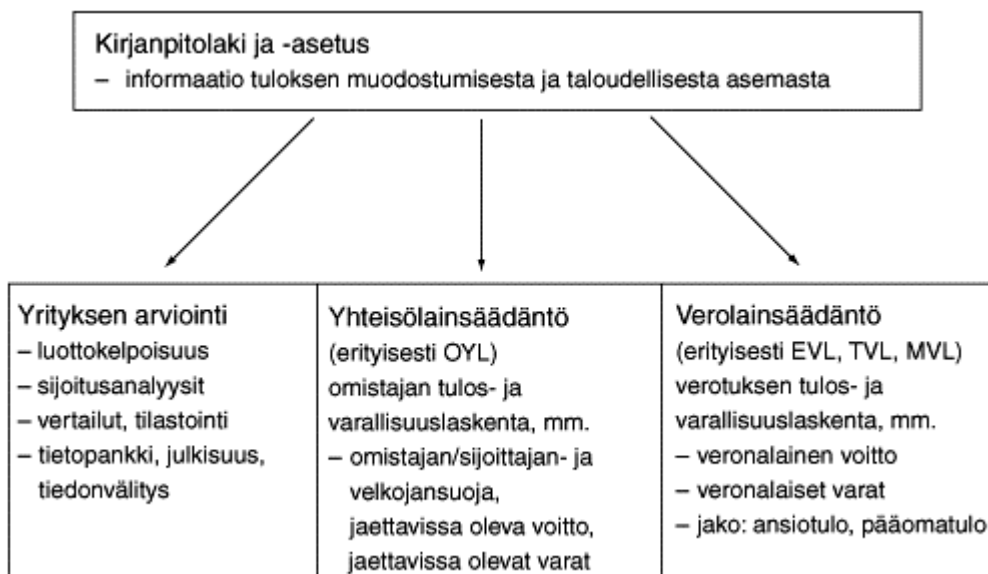 Kirjanpitolaki ja -asetus
– informaatio tuloksen muodostumisesta ja taloudellisesta asemasta
Yrityksen arviointi
– luottokelpoisuus
– sijoitusanalyysit
– vertailut, tilastointi
– tietopankki, julkisuus,
tiedonvälitys
Yhteisölainsäädäntö
(erityisesti OYL)
omistajan tulos- ja
varallisuuslaskenta, mm.
– omistajan/sijoittajan- ja
velkojansuoja,
jaettavissa oleva voitto,
jaettavissa olevat varat
Verolainsäädäntö
(erityisesti EVL, TVL, MVL)
verotuksen tulos- ja
varallisuuslaskenta, mm.
– veronalainen voitto
– veronalaiset varat
– jako: ansiotulo, pääomatulo